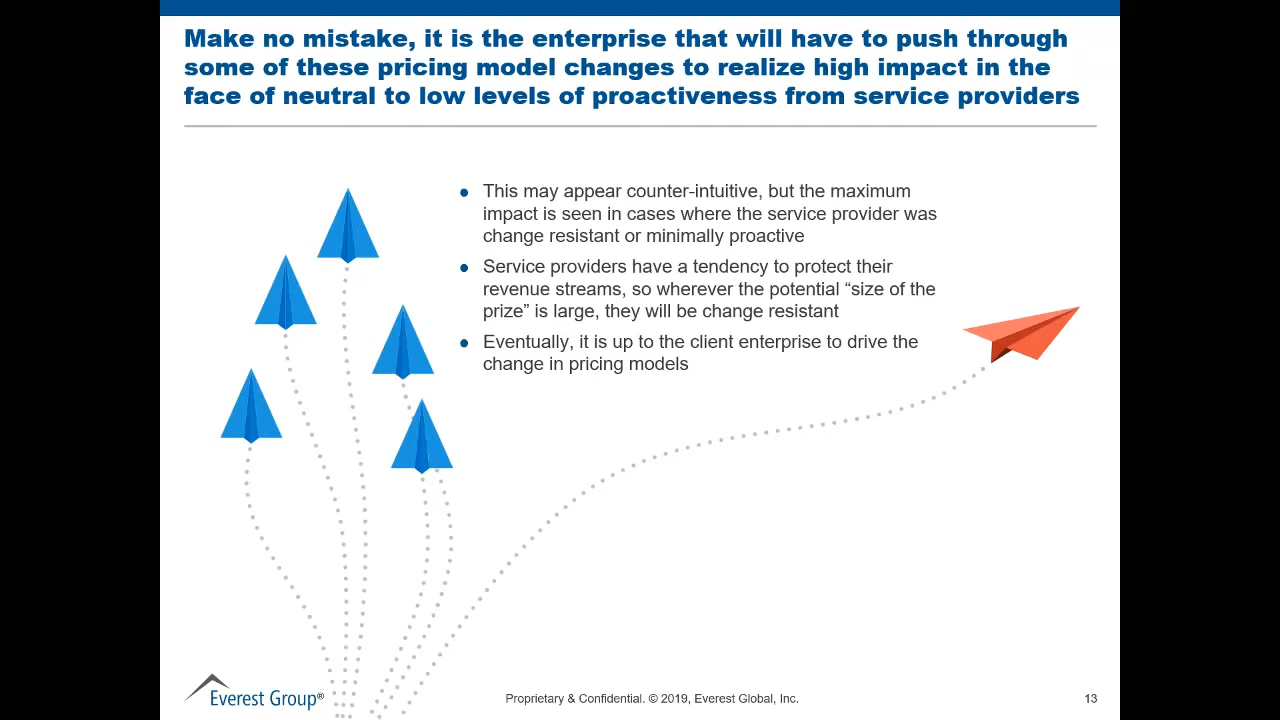 Make no mistake, it is the enterprise that will have to push through
some of these pricing model changes to realize high impact in the
face of neutral to low levels of proactiveness from service providers
● This may appear counter-intuitive, but the maximum
impact is seen in cases where the service provider was
change resistant or minimally proactive
● Service providers have a tendency to protect their
revenue streams, so wherever the potential “size of the
prize” is large, they will be change resistant
● Eventually, it is up to the client enterprise to drive the
change in pricing models
Everest Group®
Proprietary & Confidential. © 2019, Everest Global, Inc.
13